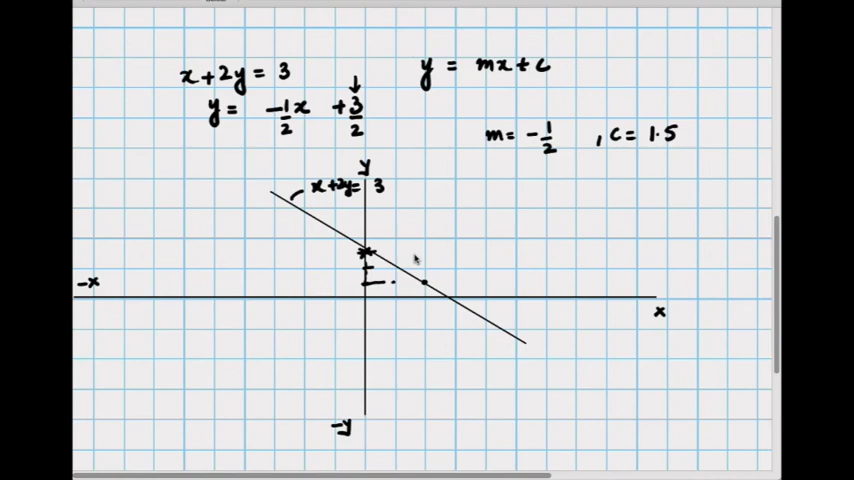 x+2y = 3
y = mx + c
y = -1/2 x + 3/2
m = -1/2 , c = 1.5
y
x+2y= 3
-x
x
-y